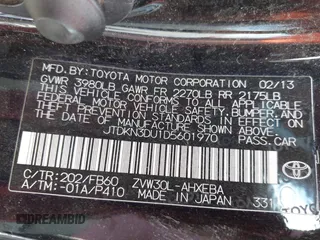 MFD.BY:TOYOTA MOTOR CORPORATION 02/13
GVWR 3980LB GAWR FR 2270LB RR 2175LB
THIS VEHICLE CONFORMS TO ALL APPLICABLE
FEDERAL MOTOR VEHICLE SAFETY, BUMPER, AND
THEFT PREVENTION STANDARDS IN EFFECT ON
THE DATE OF MANUFACTURE SHOWN ABOVE.
JTDKN3DU1D5601970 PASS. CAR
C/TR:202/FB60 ZVW30L-AHXEBA
A/TM:-01A/P410 MADE IN JAPAN 331
TOYOTA
DREAMBID